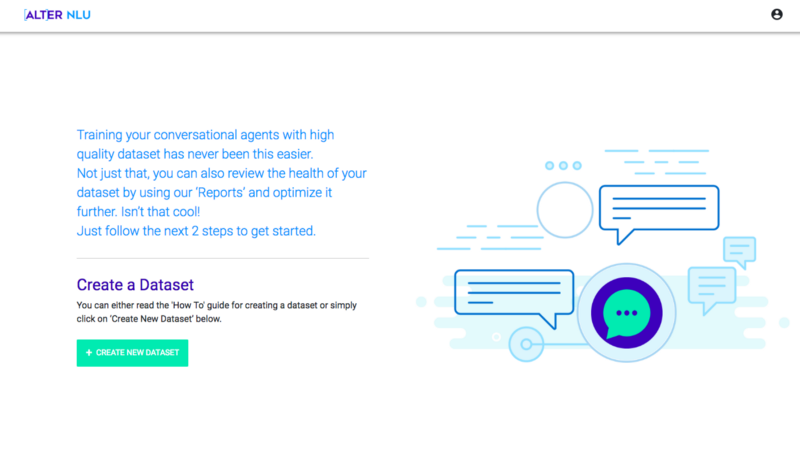 ALTER NLU
Training your conversational agents with high
quality dataset has never been this easier.
Not just that, you can also review the health of your
dataset by using our 'Reports' and optimize it
further. Isn't that cool!
Just follow the next 2 steps to get started.
Create a Dataset
You can either read the 'How To' guide for creating a dataset or simply
click on 'Create New Dataset' below.
+ CREATE NEW DATASET